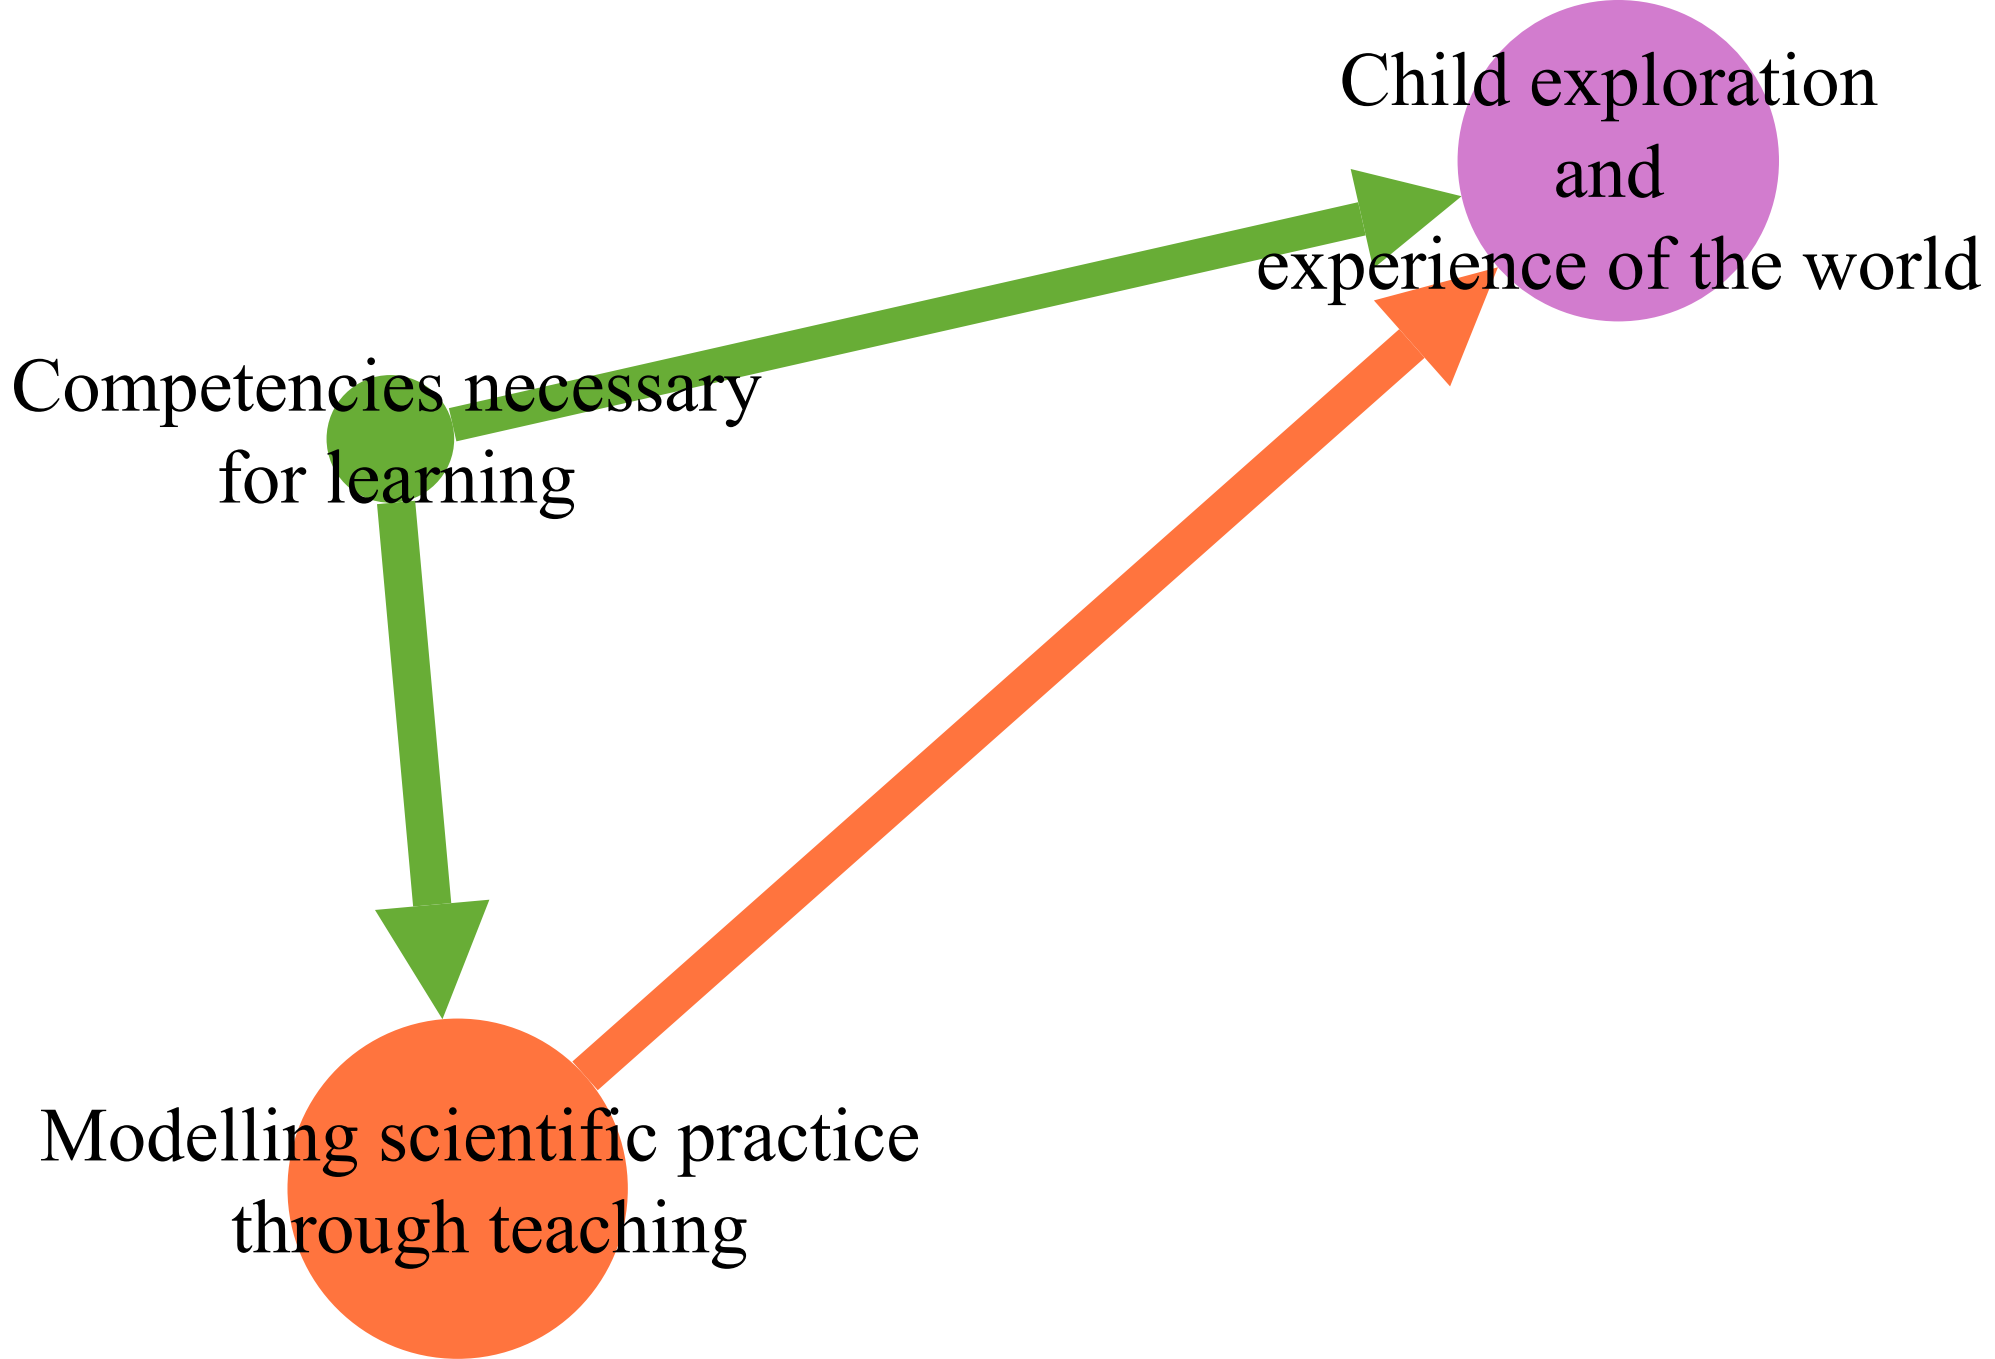 Child exploration
and
experience of the world
Competencies necessary
for learning
Modelling scientific practice
through teaching